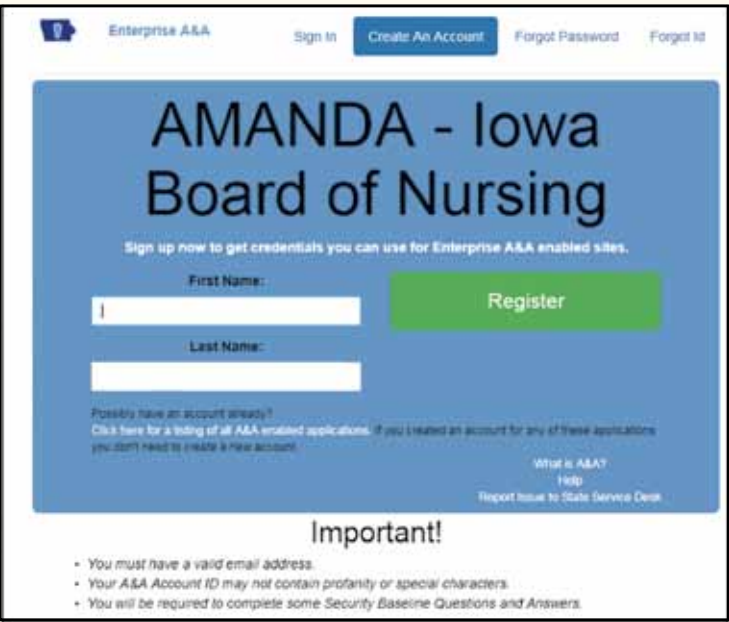 Enterprise A&A
Sign In
Create An Account
Forgot Password
Forgot Id
AMANDA - Iowa
Board of Nursing
Sign up now to get credentials you can use for Enterprise A&A enabled sites.
First Name:
Register
Last Name:
Possibly have an account already?
Click here for a listing of all A&A enabled applications. If you created an account for any of these applications
you don't need to create a new account.
What is A&A?
Help
Report Issue to State Service Desk
Important!
• You must have a valid email address.
• Your A&A Account ID may not contain profanity or special characters.
• You will be required to complete some Security Baseline Questions and Answers.